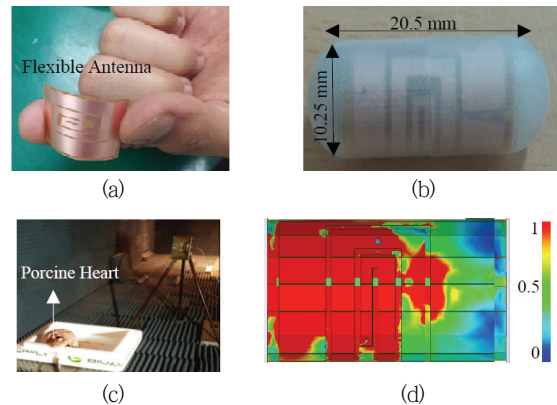 Flexible Antenna
(a)
20.5 mm
10.25 mm
(b)
Porcine Heart
(c)
1
0.5
0
(d)